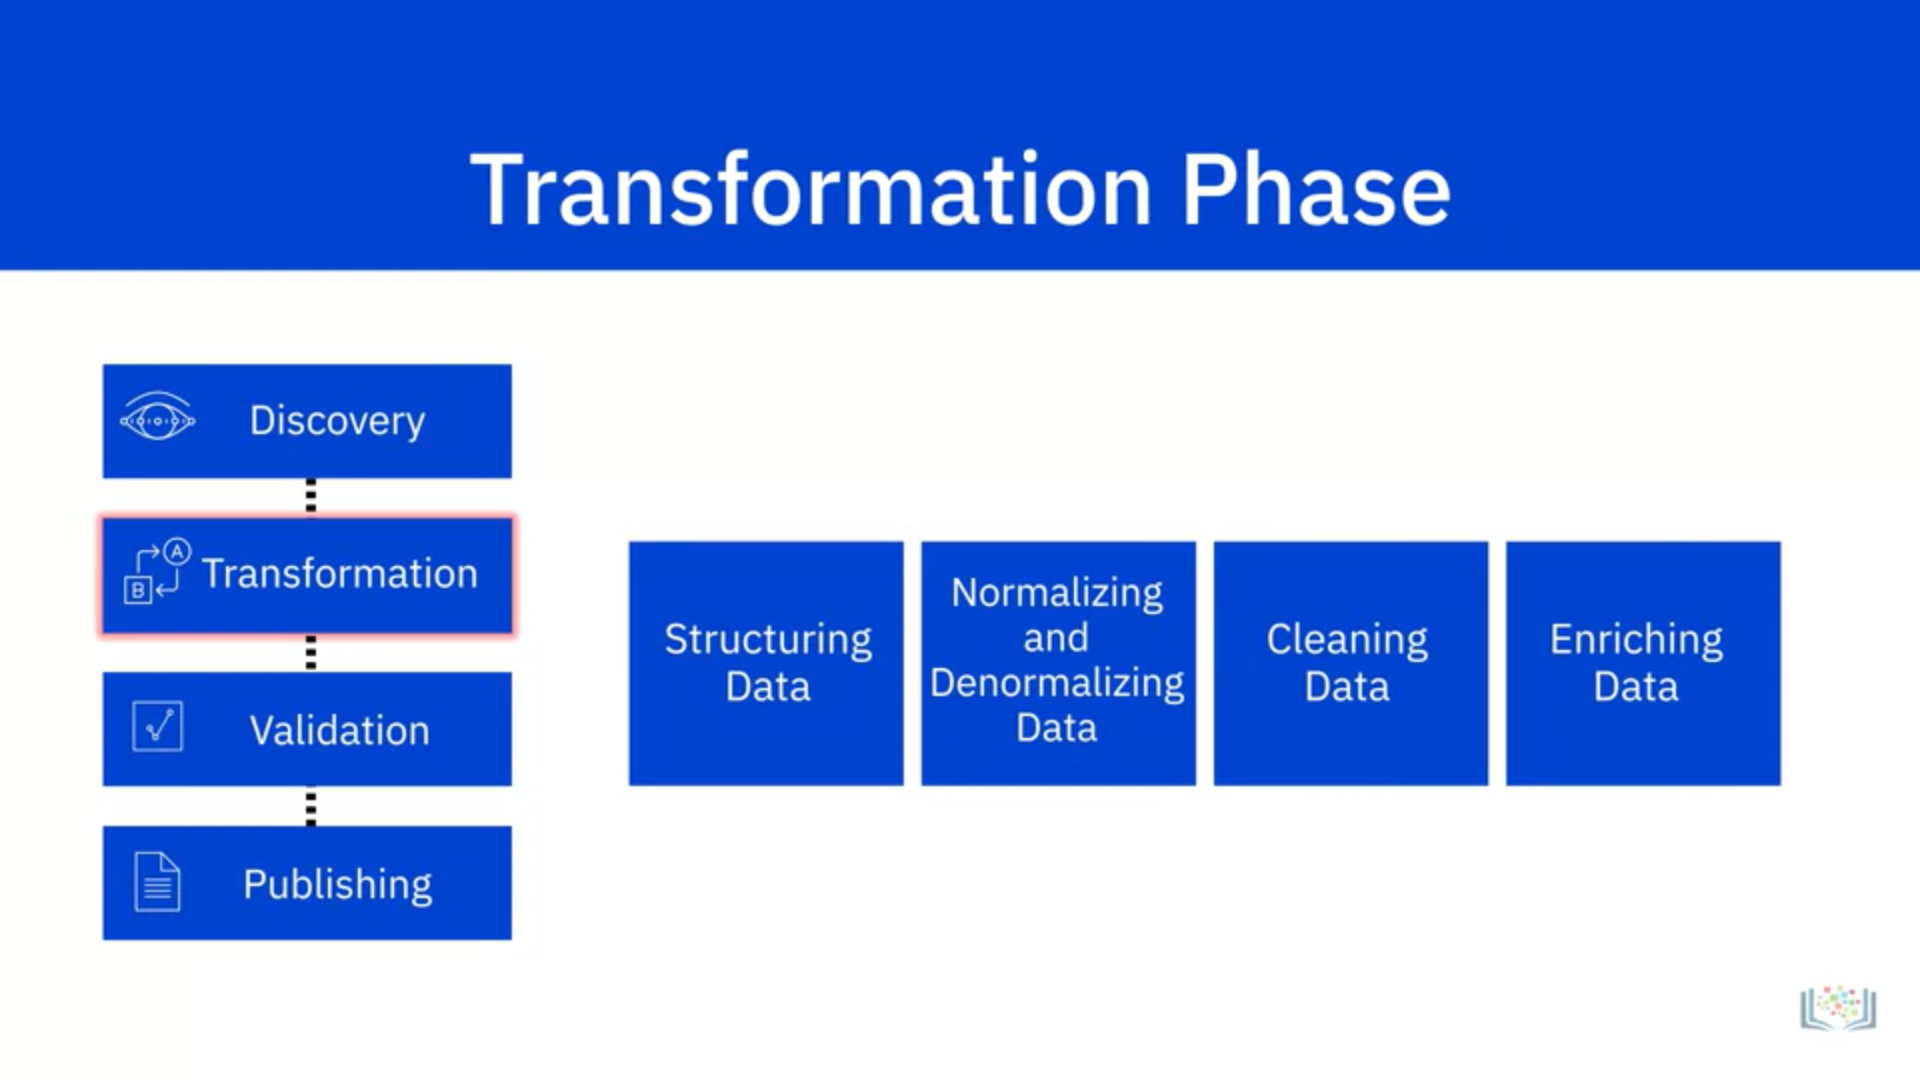 Transformation Phase
Discovery
A
B
Transformation
Validation
Publishing
Structuring
Data
Normalizing
and
Denormalizing
Data
Cleaning
Data
Enriching
Data